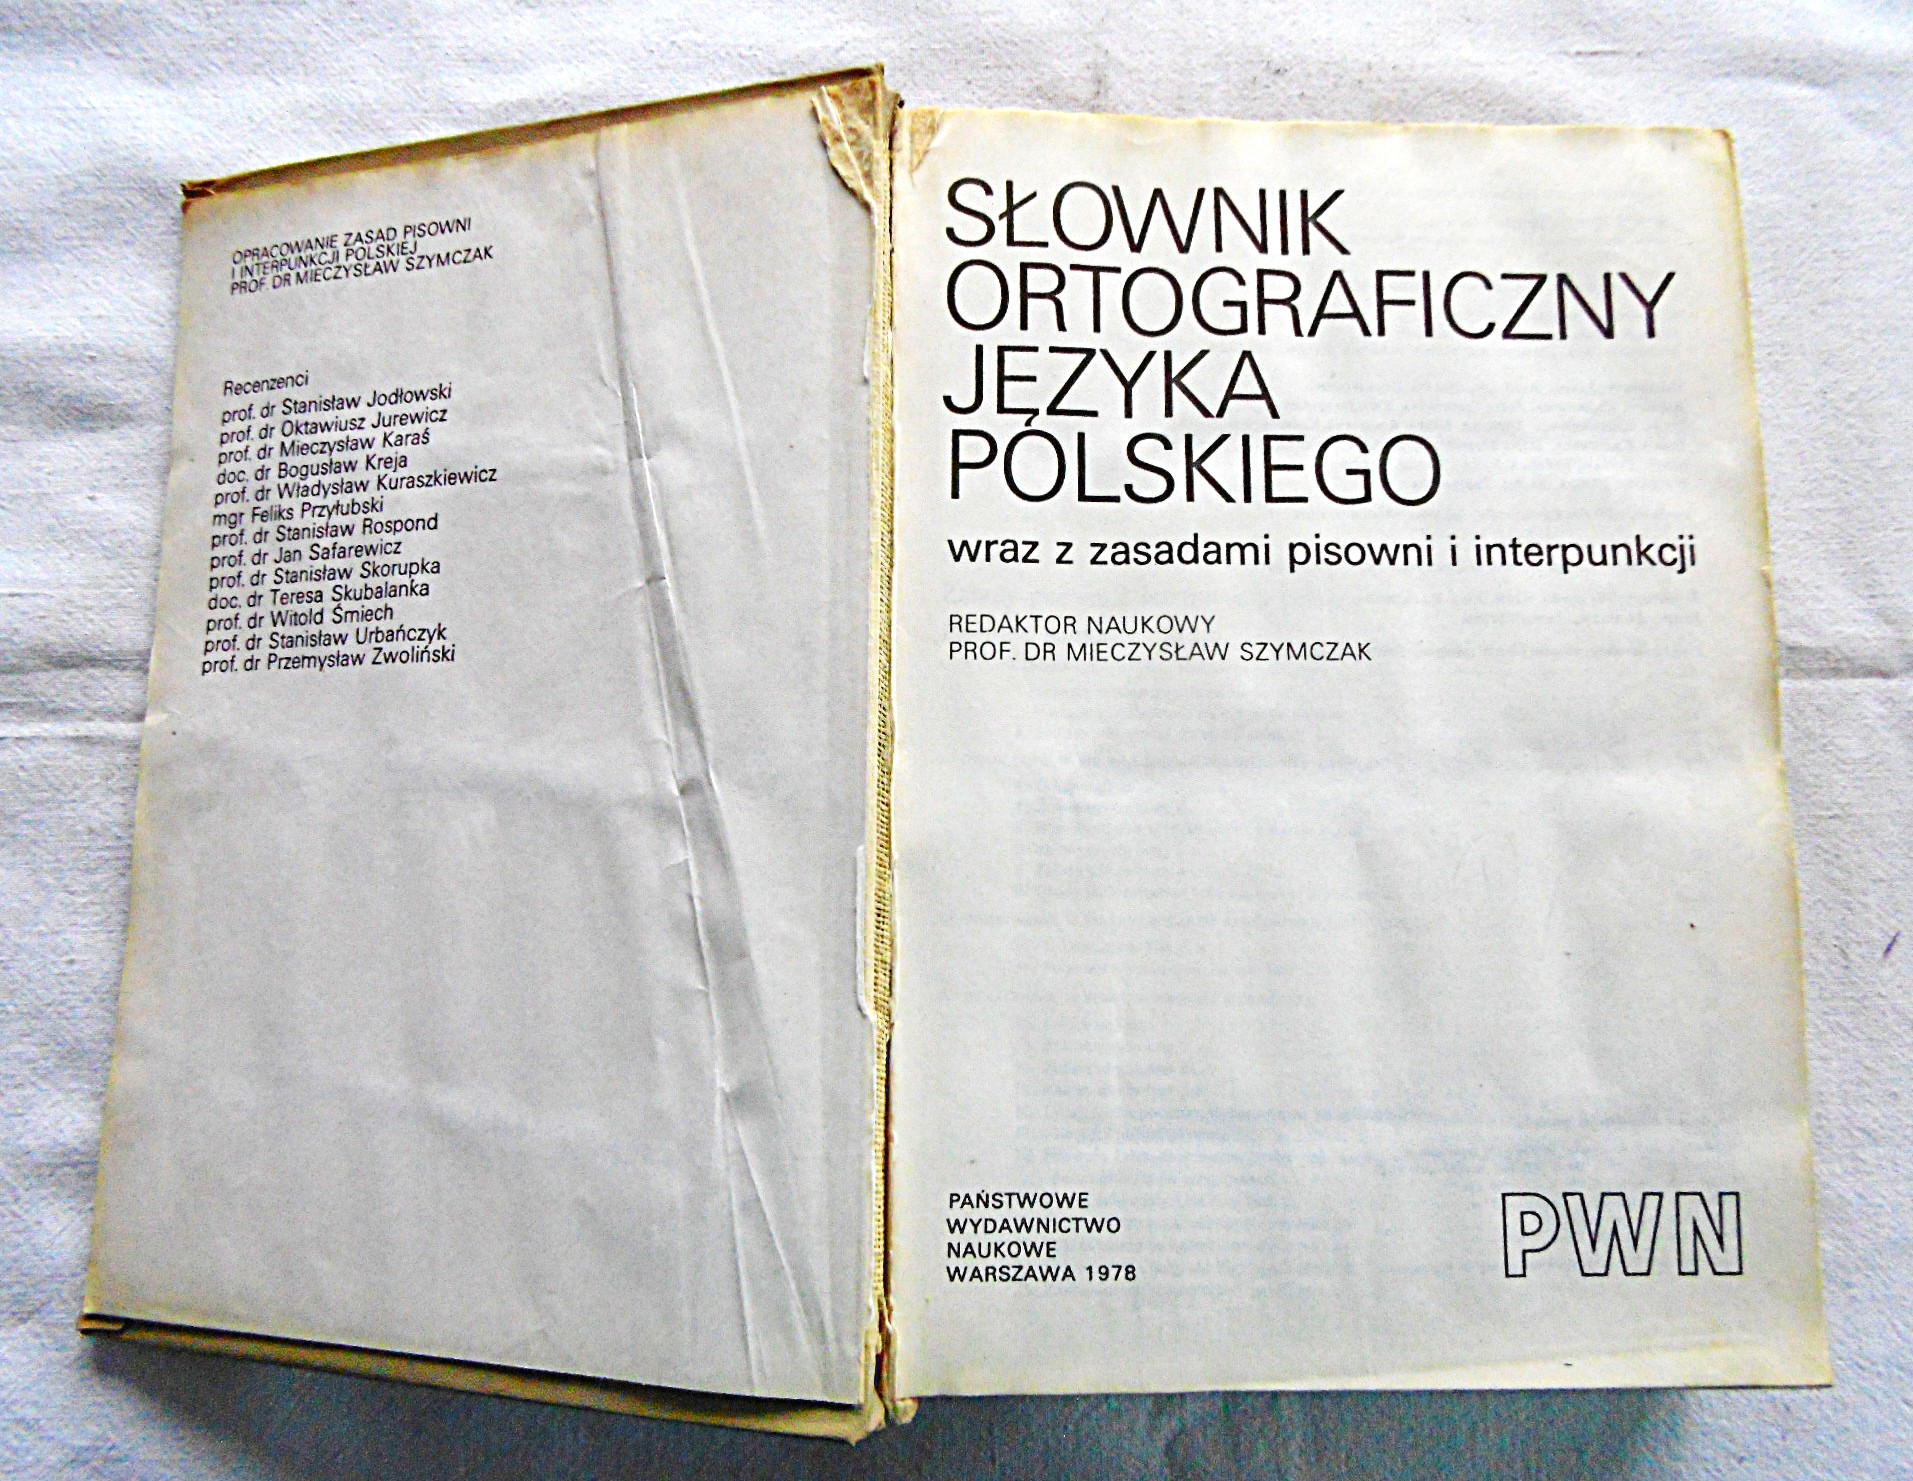 OPRACOWANIE ZASAD PISOWNI
I INTERPUNKCJI POLSKIEJ
PROF. DR MIECZYSŁAW SZYMCZAK
Recenzenci
prof. dr Stanisław Jodłowski
prof. dr Oktawiusz Jurewicz
prof. dr Mieczysław Karaś
doc. dr Bogusław Kreja
prof. dr Władysław Kuraszkiewicz
mgr Feliks Przyłubski
prof. dr Stanisław Rospond
prof. dr Jan Safarewicz
prof. dr Stanisław Skorupka
doc. dr Teresa Skubalanka
prof. dr Witold Śmiech
prof. dr Stanisław Urbańczyk
prof. dr Przemysław Zwoliński
SŁOWNIK
ORTOGRAFICZNY
JĘZYKA
POLSKIEGO
wraz z zasadami pisowni i interpunkcji
REDAKTOR NAUKOWY
PROF. DR MIECZYSŁAW SZYMCZAK
PAŃSTWOWE
WYDAWNICTWO
NAUKOWE
WARSZAWA 1978
PWN